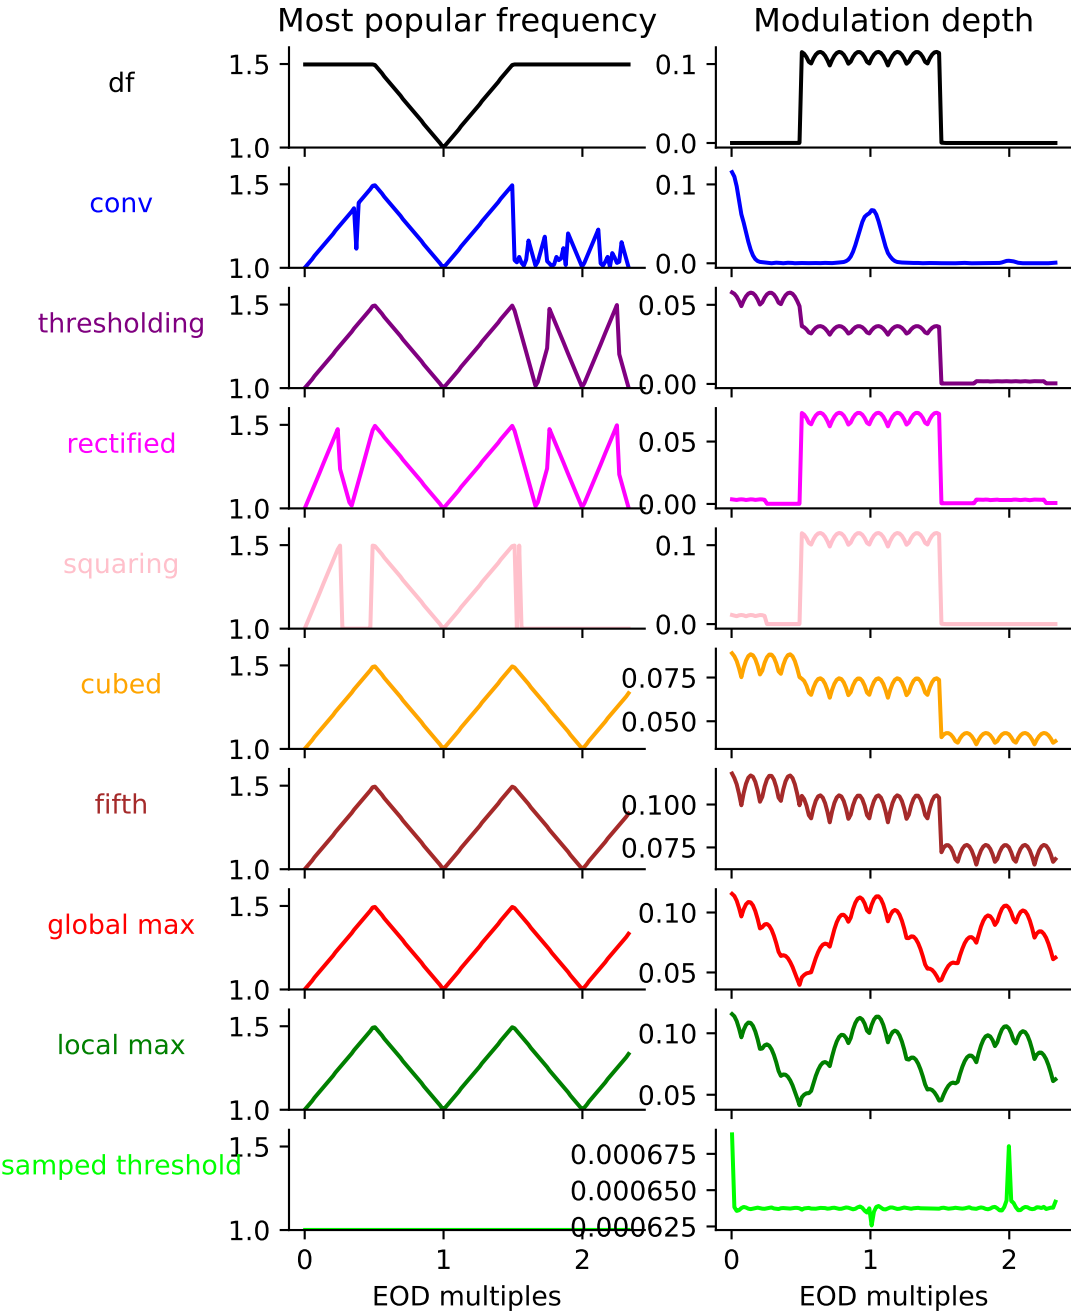 Most popular frequency Modulation depth
df 1.5 1.0 0.1 0.0
conv 1.5 1.0 0.1 0.0
thresholding 1.5 1.0 0.05 0.00
rectified 1.5 1.0 0.05 0.00
squaring 1.5 1.0 0.1 0.0
cubed 1.5 1.0 0.075 0.050
fifth 1.5 1.0 0.100 0.075
global max 1.5 1.0 0.10 0.05
local max 1.5 1.0 0.10 0.05
samped threshold 1.5 1.0 0.000675 0.000650 0.000625
0 1 2 0 1 2
EOD multiples EOD multiples